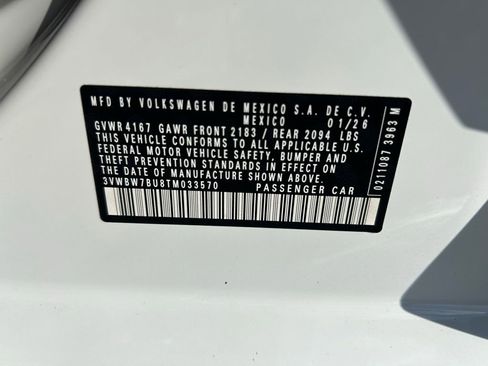 MFD BY VOLKSWAGEN DE MEXICO S.A. DE C.V.
MEXICO 01/26
GVWR 4167 GAWR FRONT 2183 / REAR 2094 LBS
THIS VEHICLE CONFORMS TO ALL APPLICABLE U.S.
FEDERAL MOTOR VEHICLE SAFETY, BUMPER AND
THEFT PREVENTION STANDARDS IN EFFECT ON
THE DATE OF MANUFACTURE SHOWN ABOVE.
3VWBW7BU8TM033570 PASSENGER CAR
0211087 3963 M